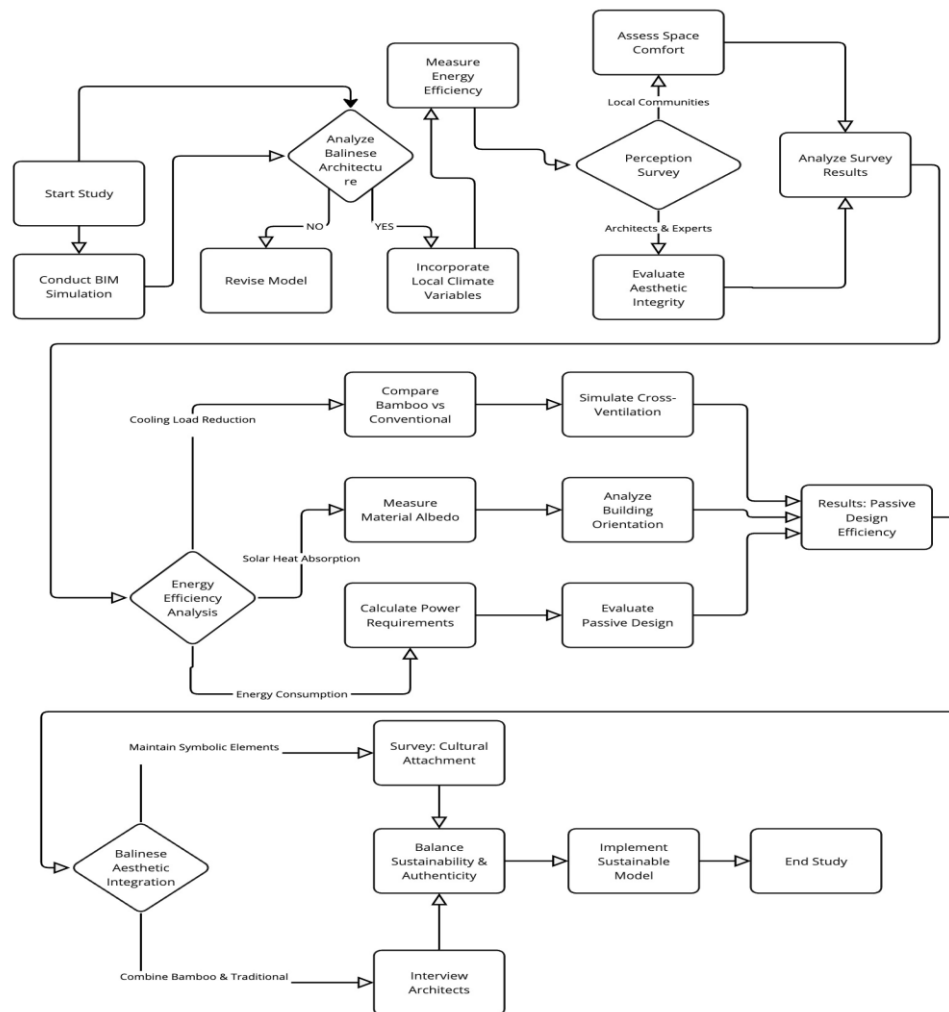 Start Study
Conduct BIM
Simulation
Analyze
Balinese
Architectu
re
NO
YES
Revise Model
Incorporate
Local Climate
Variables
Measure
Energy
Efficiency
Perception
Survey
Local Communities
Architects & Experts
Assess Space
Comfort
Evaluate
Aesthetic
Integrity
Analyze Survey
Results
Energy
Efficiency
Analysis
Cooling Load Reduction
Solar Heat Absorption
Energy Consumption
Compare
Bamboo vs
Conventional
Simulate Cross-
Ventilation
Measure
Material Albedo
Analyze
Building
Orientation
Calculate Power
Requirements
Evaluate
Passive Design
Results: Passive
Design
Efficiency
Balinese
Aesthetic
Integration
Maintain Symbolic Elements
Combine Bamboo & Traditional
Survey: Cultural
Attachment
Balance
Sustainability &
Authenticity
Interview
Architects
Implement
Sustainable
Model
End Study